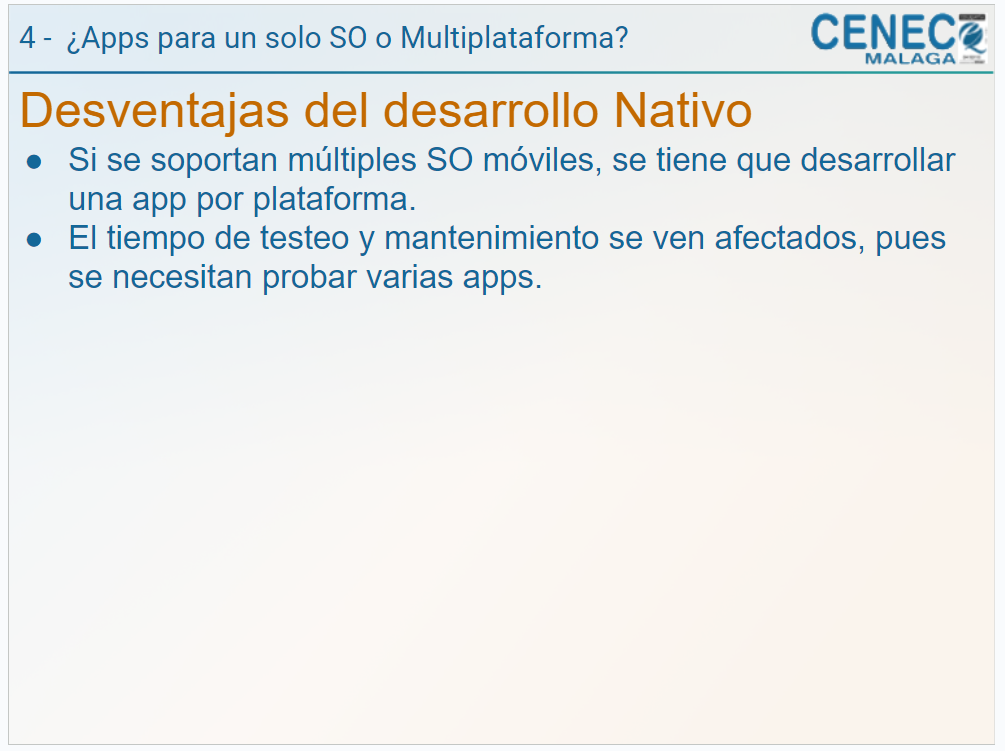 4 - ¿Apps para un solo SO o Multiplataforma?
CENEC
MALAGA
Desventajas del desarrollo Nativo
● Si se soportan múltiples SO móviles, se tiene que desarrollar
una app por plataforma.
● El tiempo de testeo y mantenimiento se ven afectados, pues
se necesitan probar varias apps.